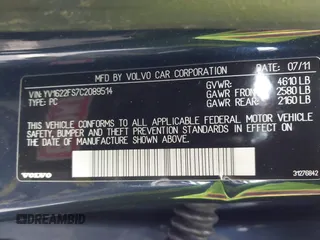 MFD BY VOLVO CAR CORPORATION 07/11
VIN: YV1622FS7C2089514
TYPE: PC
GVWR: 4610 LB
GAWR FRONT: 2580 LB
GAWR REAR: 2160 LB
THIS VEHICLE CONFORMS TO ALL APPLICABLE FEDERAL MOTOR VEHICLE
SAFETY, BUMPER, AND THEFT PREVENTION STANDARDS IN EFFECT ON THE
DATE OF MANUFACTURE SHOWN ABOVE.
VOLVO
31276842
DREAMBID